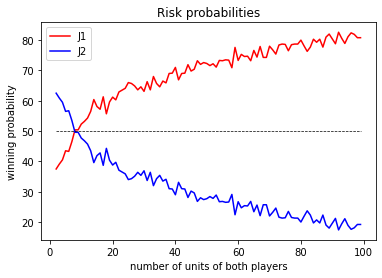 Risk probabilities
J1
J2
winning probability
80
70
60
50
40
30
20
0
20
40
60
80
100
number of units of both players